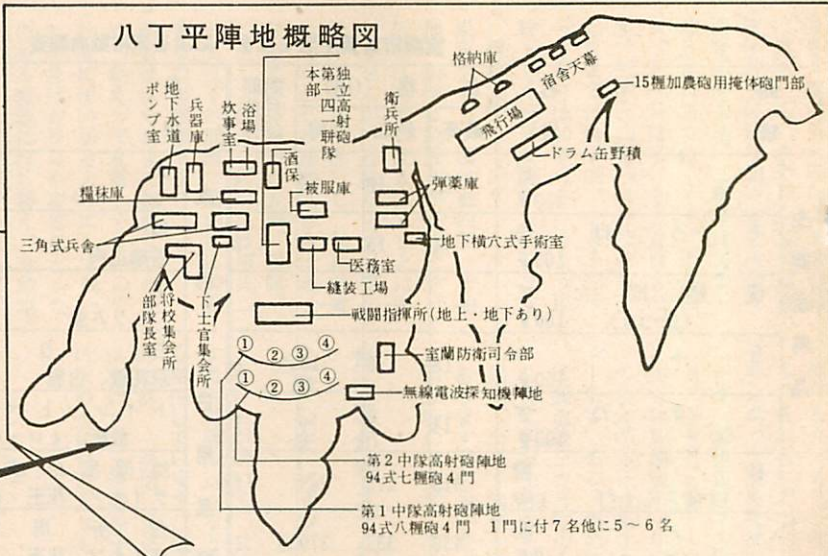 八丁平陣地概略図
独立高射砲
第一四一聯隊
本部
地下水道
ポンプ室
兵器庫
炊事室
浴場
酒保
衛兵所
格納庫
宿舎天幕
15糎加農砲用掩体砲門部
飛行場
ドラム缶野積
糧秣庫
被服庫
弾薬庫
三角式兵舎
地下横穴式手術室
医務室
縫装工場
部隊長室
将校集会所
下士官集会所
戦闘指揮所(地上・地下あり)
① ② ③ ④
① ② ③ ④
室蘭防衛司令部
無線電波探知機陣地
第2中隊高射砲陣地
94式七糎砲4門
第1中隊高射砲陣地
94式八糎砲4門 1門に付7名他に5〜6名